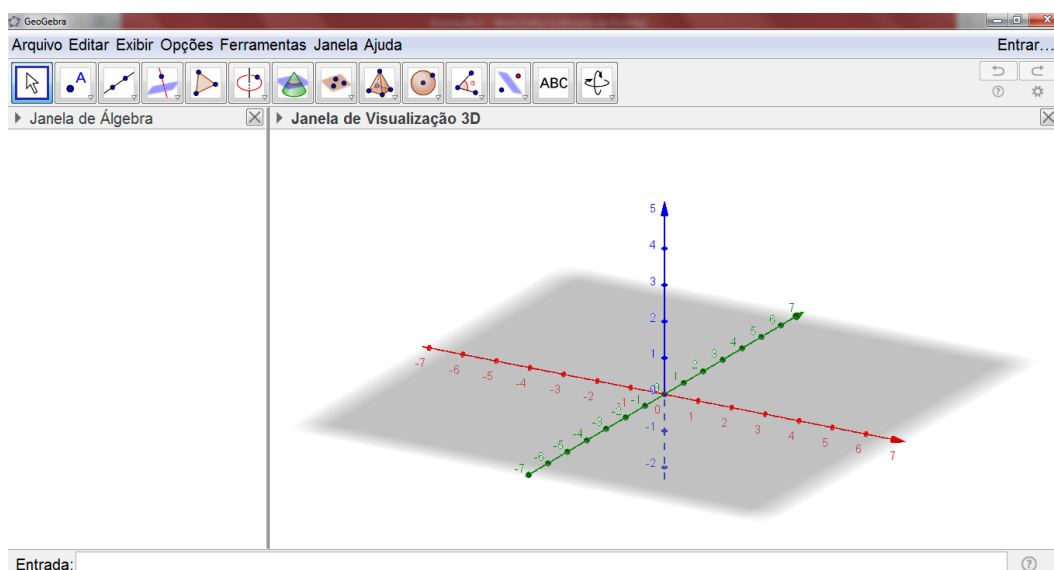 GeoGebra
Arquivo Editar Exibir Opções Ferramentas Janela Ajuda
Entrar...
A
α
ABC
Janela de Álgebra
Janela de Visualização 3D
5
4
3
2
1
0
-1
-2
-7 -6 -5 -4 -3 -2 -1 0 1 2 3 4 5 6 7
-7 -6 -5 -4 -3 -2 -1 0 1 2 3 4 5 6 7
Entrada: